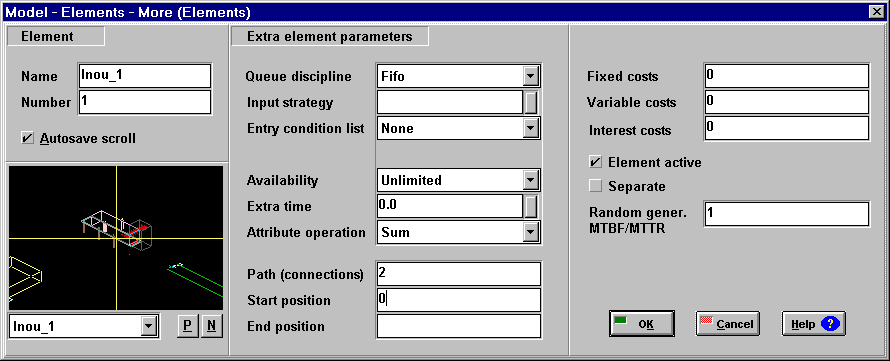 Model - Elements - More (Elements)
Element
Name Inou_1
Number 1
Autosave scroll
Inou_1 P N
Extra element parameters
Queue discipline Fifo
Input strategy
Entry condition list None
Availability Unlimited
Extra time 0.0
Attribute operation Sum
Path (connections) 2
Start position 0
End position
Fixed costs 0
Variable costs 0
Interest costs 0
Element active
Separate
Random gener. 1
MTBF/MTTR
OK Cancel Help ?